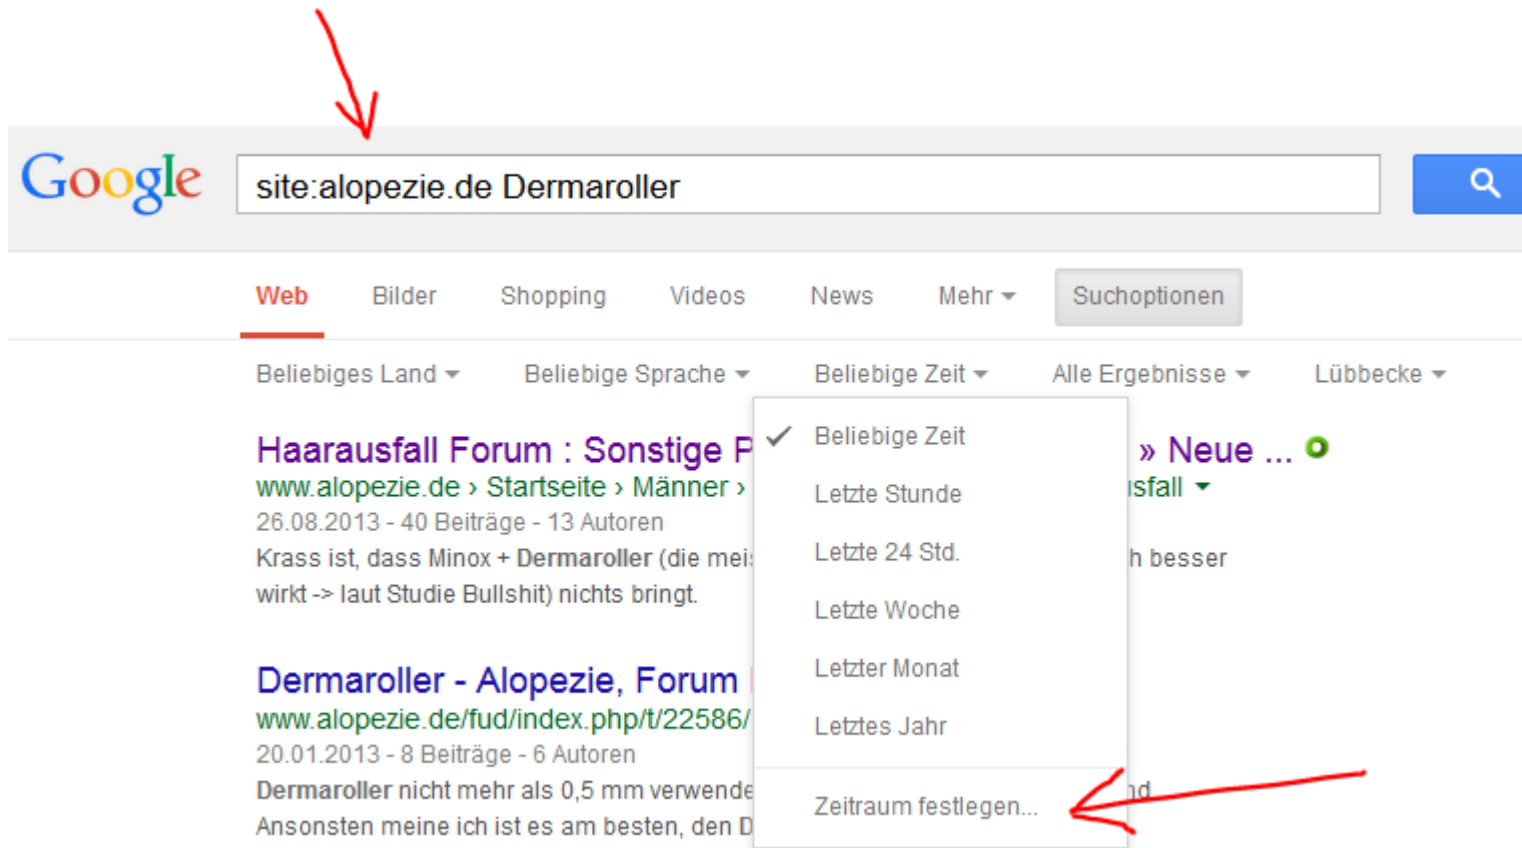 Google site:alopezie.de Dermaroller
Web Bilder Shopping Videos News Mehr Suchoptionen
Beliebiges Land Beliebige Sprache Beliebige Zeit Alle Ergebnisse Lübbecke
Beliebige Zeit
Letzte Stunde
Letzte 24 Std.
Letzte Woche
Letzter Monat
Letztes Jahr
Zeitraum festlegen...
Haarausfall Forum : Sonstige » Neue ...
www.alopezie.de › Startseite › Männer ›
26.08.2013 - 40 Beiträge - 13 Autoren
Krass ist, dass Minox + Dermaroller (die besser
wirkt -> laut Studie Bullshit) nichts bringt.
Dermaroller - Alopezie, Forum
www.alopezie.de/fud/index.php/t/22586/
20.01.2013 - 8 Beiträge - 6 Autoren
Dermaroller nicht mehr als 0,5 mm
Ansonsten meine ich ist es am besten, den